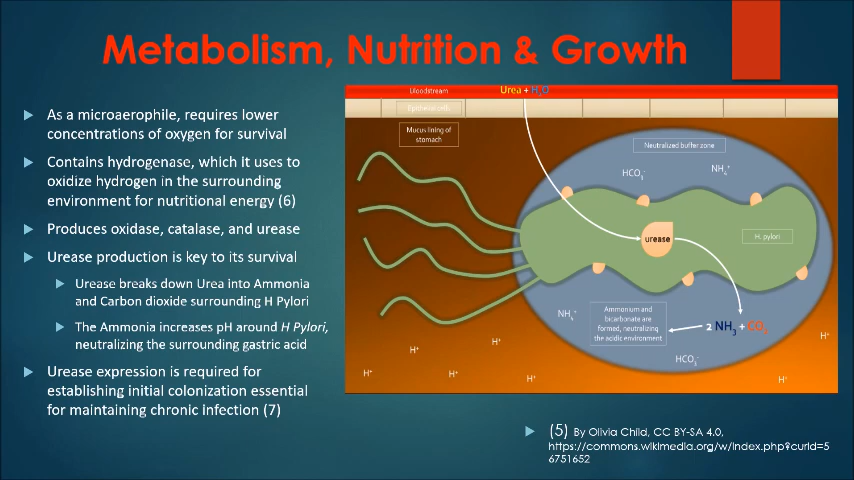 Metabolism, Nutrition & Growth
As a microaerophile, requires lower
concentrations of oxygen for survival
Contains hydrogenase, which it uses to
oxidize hydrogen in the surrounding
environment for nutritional energy (6)
Produces oxidase, catalase, and urease
Urease production is key to its survival
Urease breaks down Urea into Ammonia
and Carbon dioxide surrounding H Pylori
The Ammonia increases pH around H Pylori,
neutralizing the surrounding gastric acid
Urease expression is required for
establishing initial colonization essential
for maintaining chronic infection (7)
Bloodstream
Urea + H₂O
Epithelial cells
Mucus lining of
stomach
Neutralized buffer zone
HCO₃⁻
NH₄⁺
urease
H. pylori
NH₄⁺
Ammonium and
bicarbonate are
formed, neutralizing
the acidic environment
2 NH₃ + CO₂
HCO₃⁻
H⁺
H⁺
H⁺
H⁺
H⁺
H⁺
H⁺
(5) By Olivia Child, CC BY-SA 4.0,
https://commons.wikimedia.org/w/index.php?curid=5
6751652